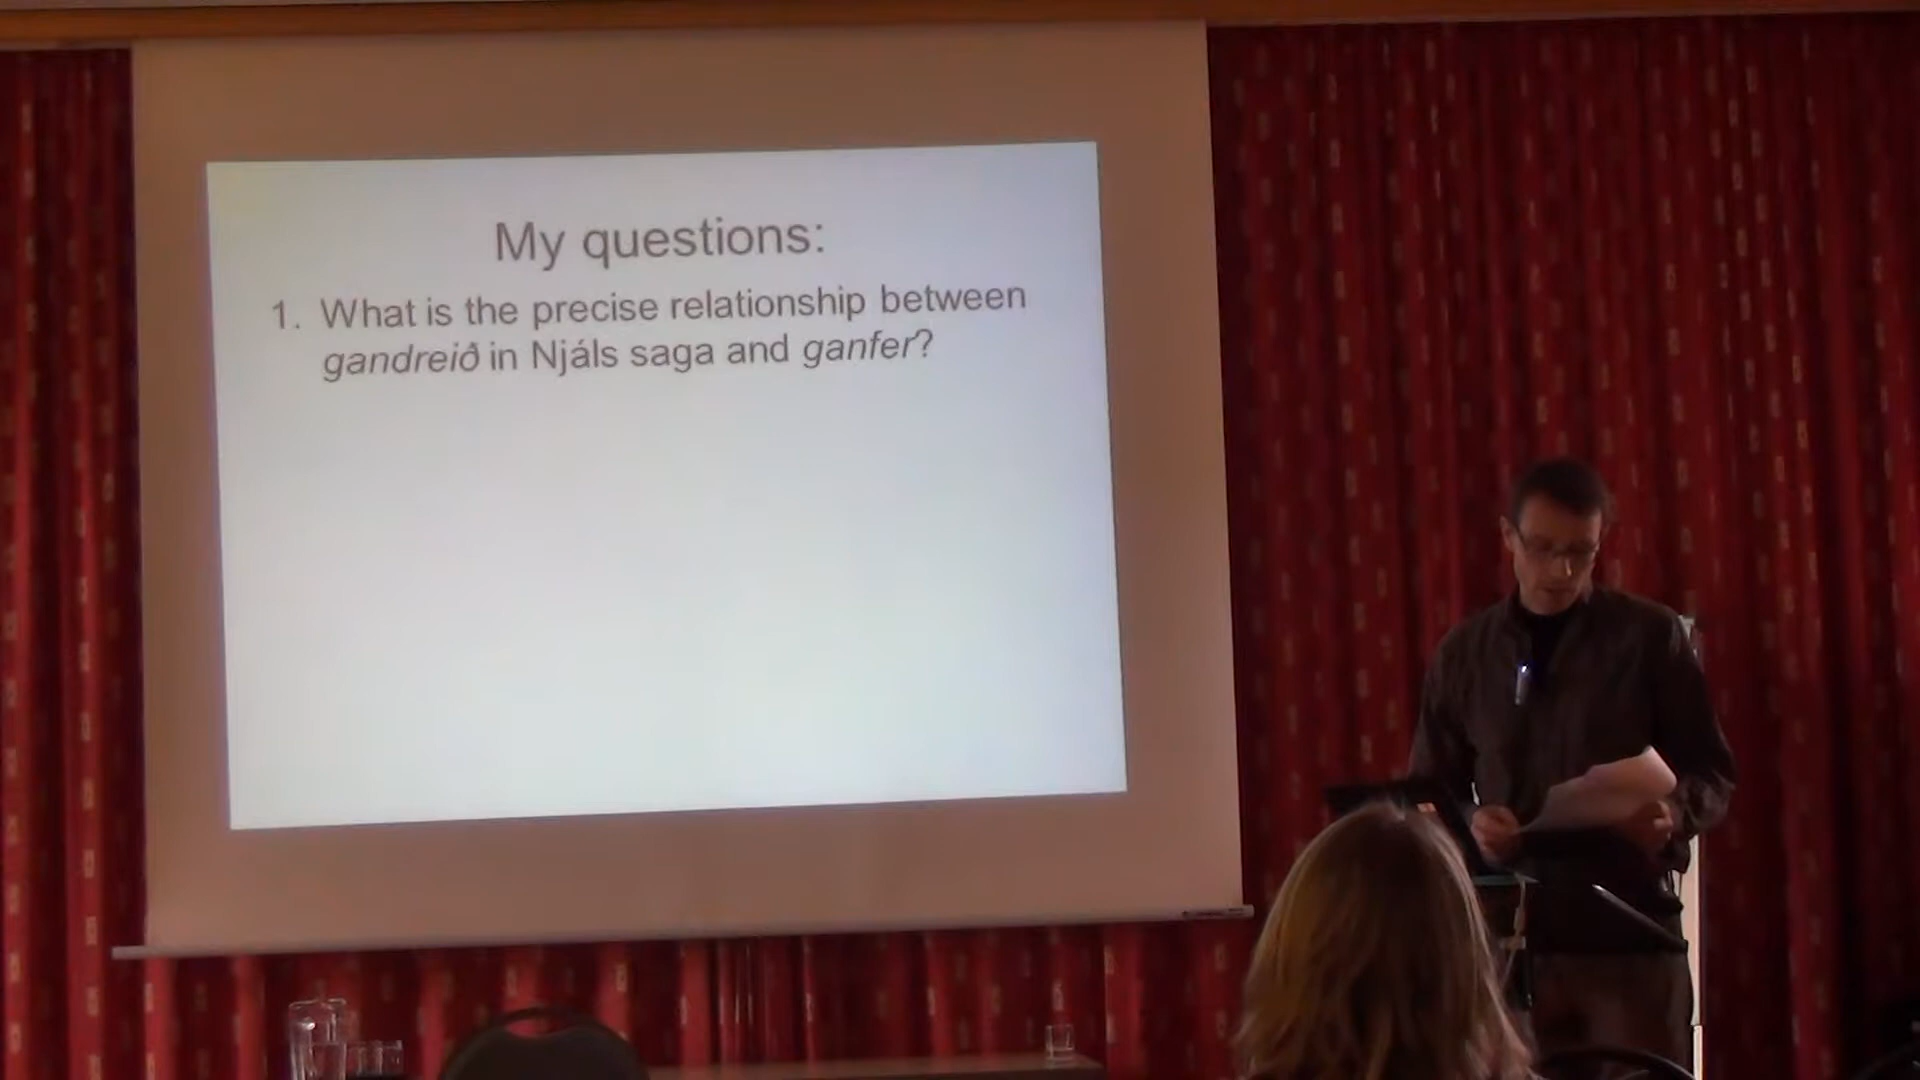 My questions:
1. What is the precise relationship between
gandreið in Njáls saga and ganfer?